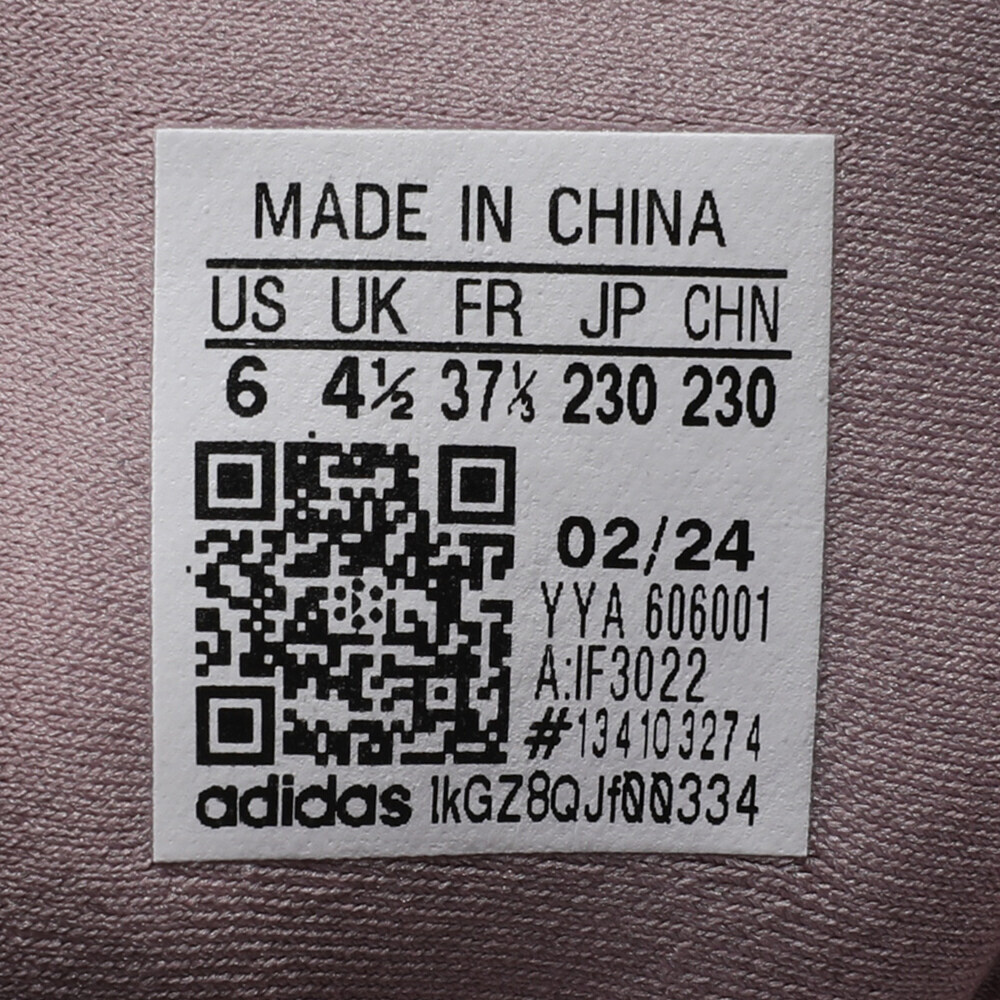 MADE IN CHINA
US UK FR JP CHN
6 4½ 37⅓ 230 230
02/24
YYA 606001
A:IF3022
#134103274
adidas 1kGZ8QJf00334